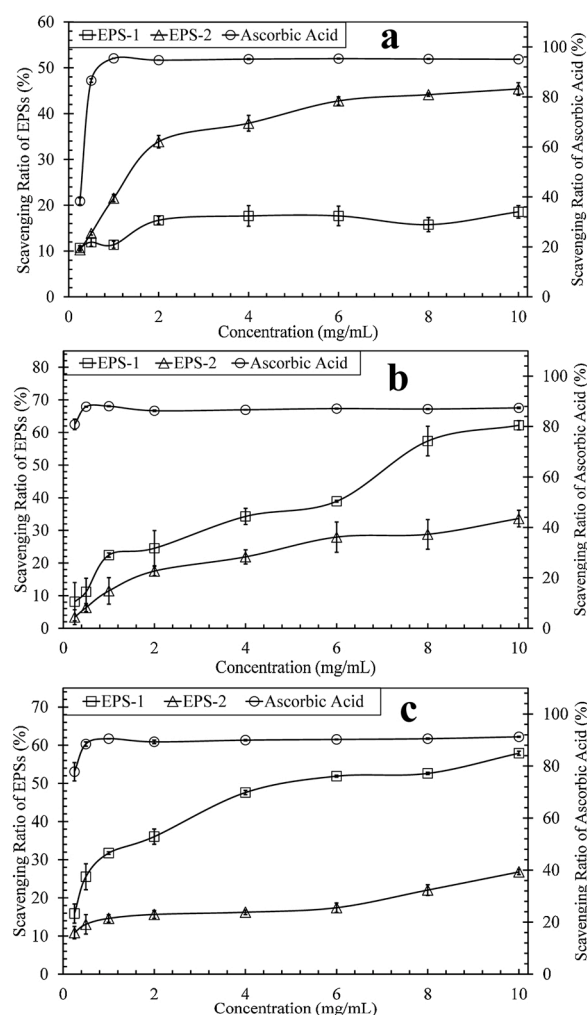 EPS-1 EPS-2 Ascorbic Acid
a
Scavenging Ratio of EPSs (%)
60
50
40
30
20
10
0
Scavenging Ratio of Ascorbic Acid (%)
100
80
60
40
20
0
0 2 4 6 8 10
Concentration (mg/mL)
EPS-1 EPS-2 Ascorbic Acid
b
Scavenging Ratio of EPSs (%)
80
70
60
50
40
30
20
10
0
Scavenging Ratio of Ascorbic Acid (%)
100
80
60
40
20
0
0 2 4 6 8 10
Concentration (mg/mL)
EPS-1 EPS-2 Ascorbic Acid
c
Scavenging Ratio of EPSs (%)
70
60
50
40
30
20
10
0
Scavenging Ratio of Ascorbic Acid (%)
100
80
60
40
20
0
0 2 4 6 8 10
Concentration (mg/mL)